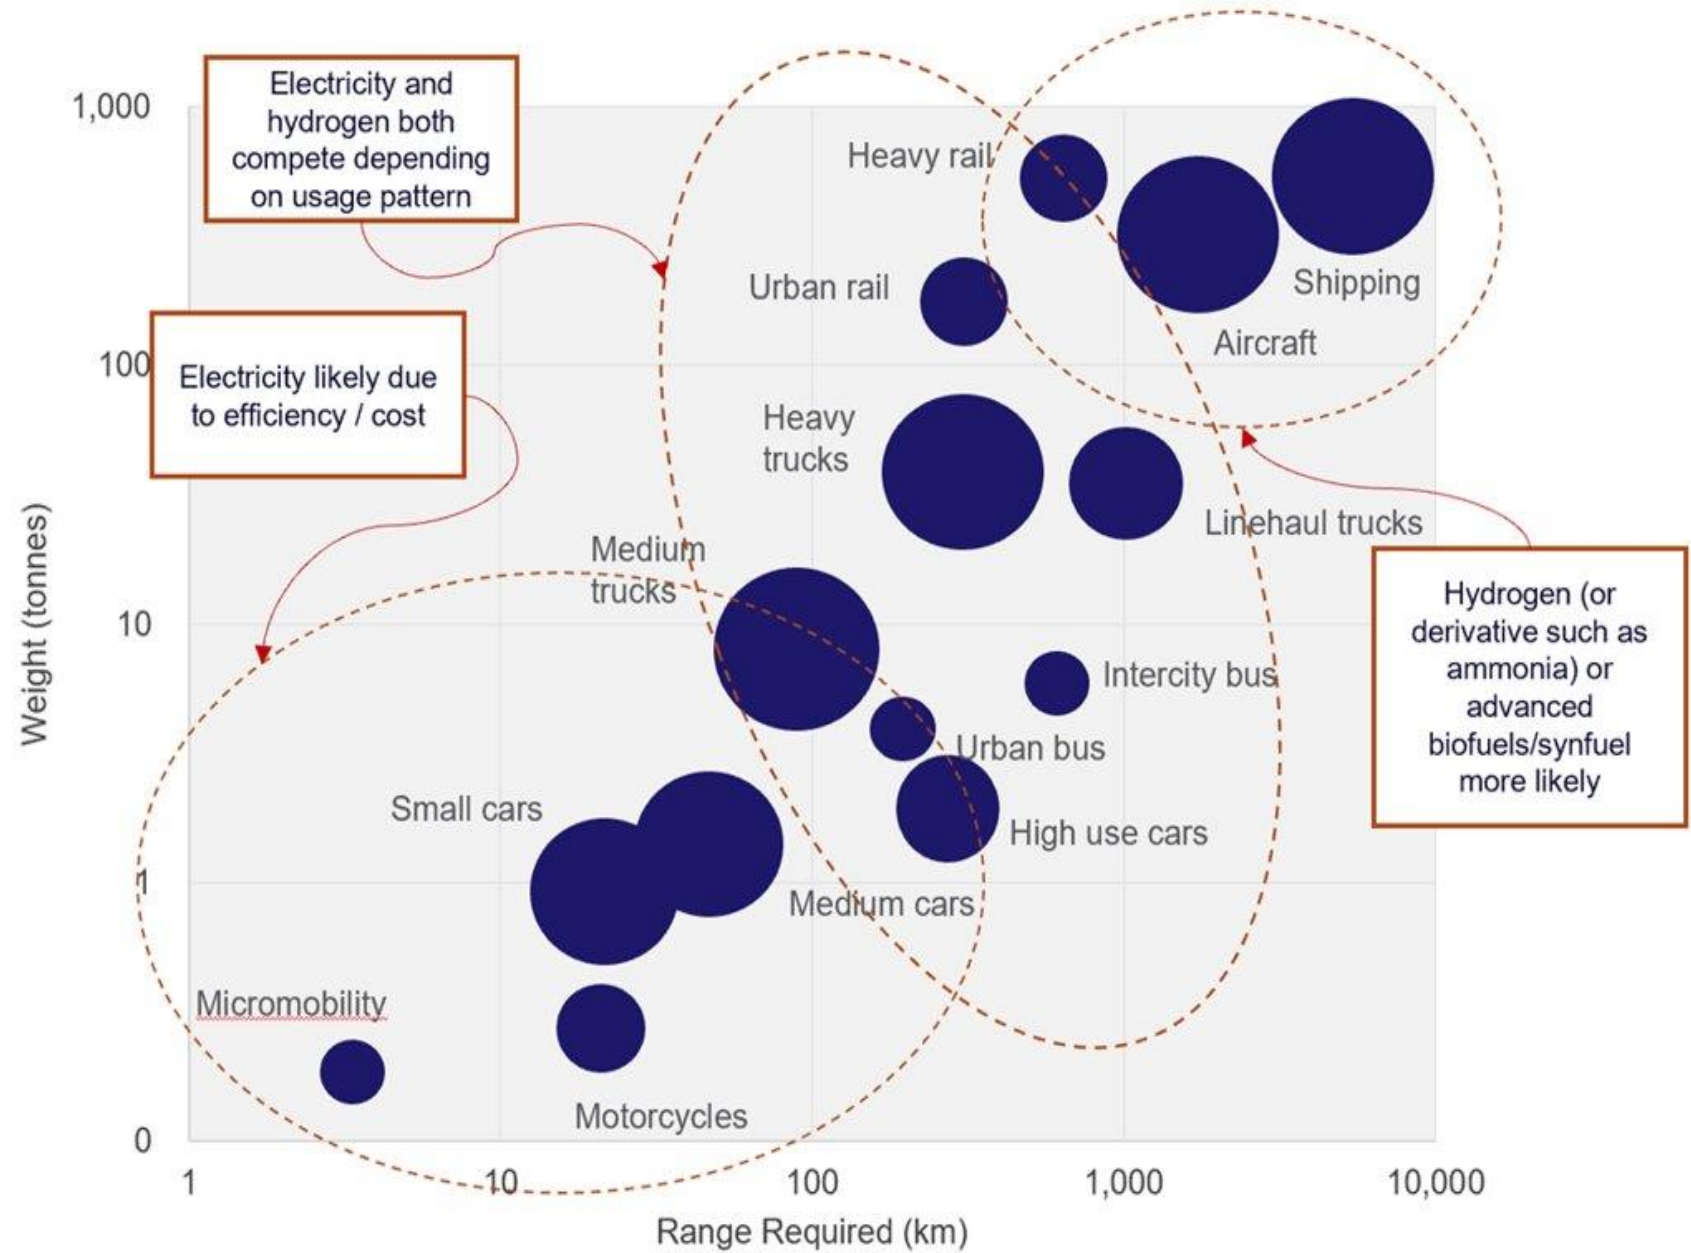 Electricity and
hydrogen both
compete depending
on usage pattern
1,000
Heavy rail
Shipping
Urban rail
Aircraft
Electricity likely due
to efficiency / cost
100
Heavy
trucks
Linehaul trucks
Medium
trucks
Hydrogen (or
derivative such as
ammonia) or
advanced
biofuels/synfuel
more likely
10
Intercity bus
Urban bus
Small cars
High use cars
1
Medium cars
Micromobility
Motorcycles
0
Weight (tonnes)
1 10 100 1,000 10,000
Range Required (km)